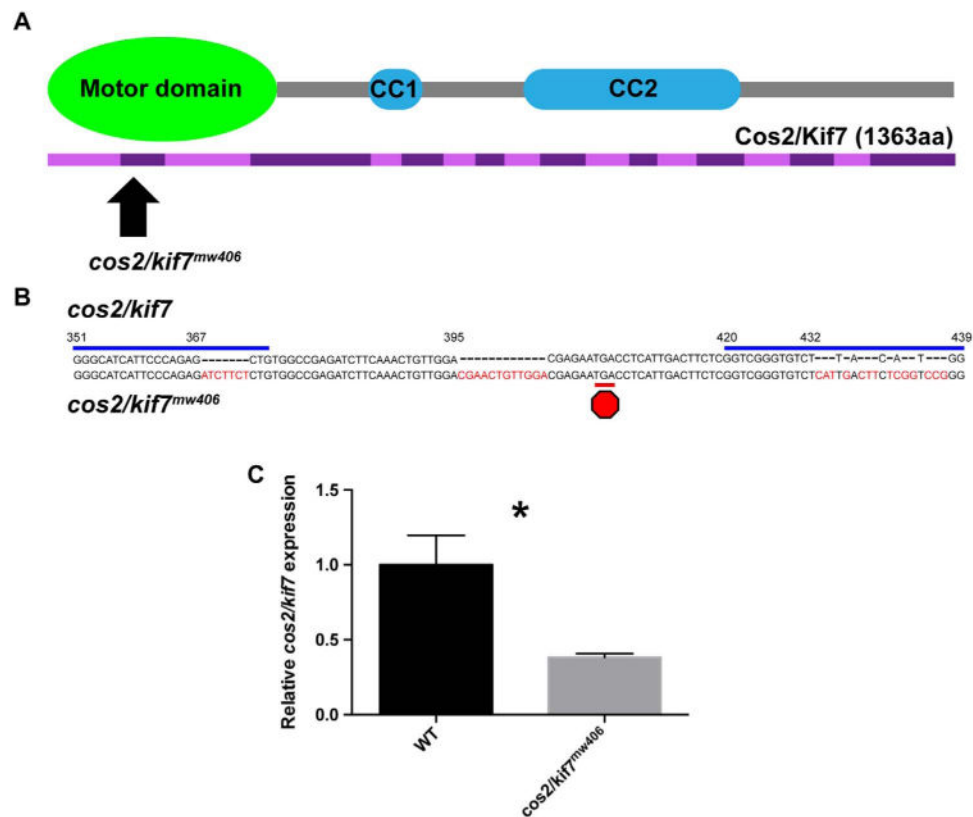 A
Motor domain
CC1
CC2
Cos2/Kif7 (1363aa)
cos2/kif7mw406
B
cos2/kif7
351 367 395 420 432 439
GGGCATCATTCCCAGAG-------CTGTGGCCGAGATCTTCAAACTGTTGGA------------CGAGAATGACCTCATTGACTTCTCGGTCGGGTGTCT---T-A---C-A--T---GG
GGGCATCATTCCCAGAGATCTTCTCTGTGGCCGAGATCTTCAAACTGTTGGACGAACTGTTGGACGAGAATGACCTCATTGACTTCTCGGTCGGGTGTCTCATTGACTTCTCGGTCCGGG
cos2/kif7mw406
C
Relative cos2/kif7 expression
1.5
1.0
0.5
0.0
*
WT
cos2/kif7mw406